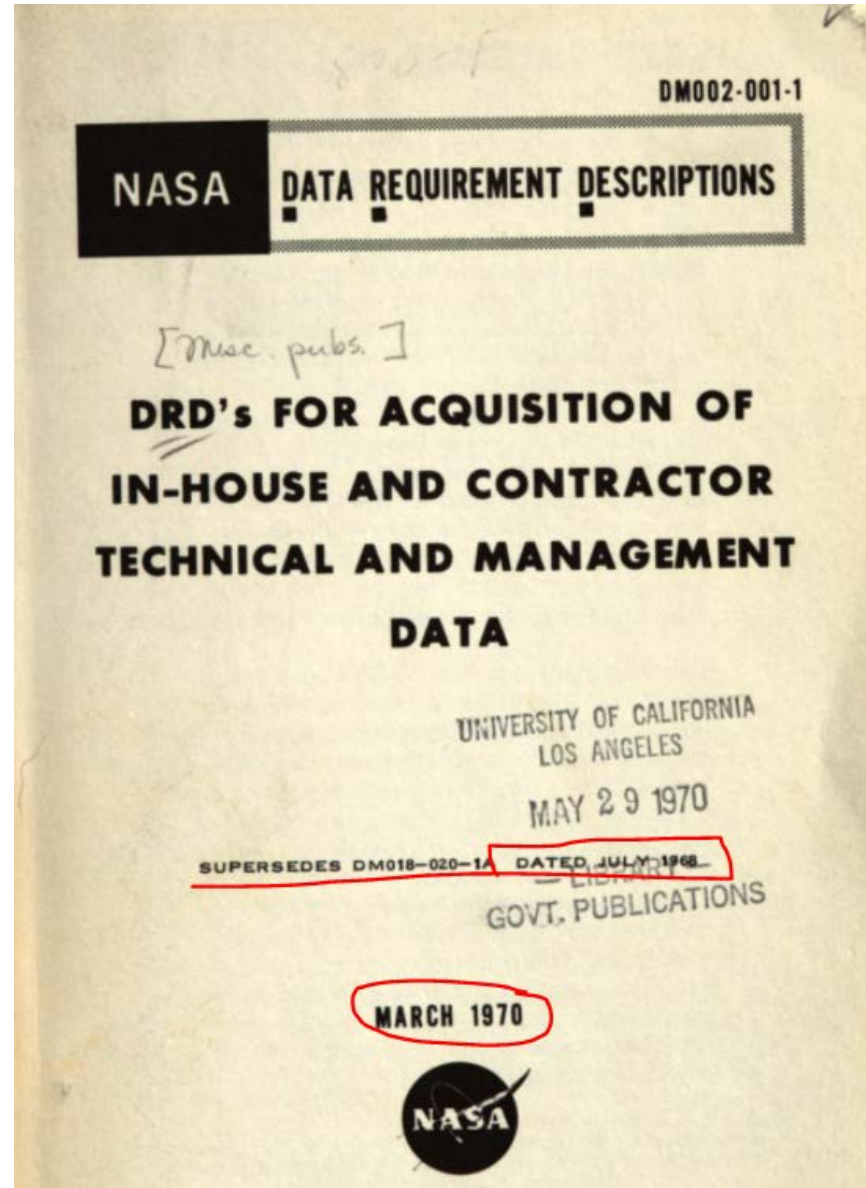 DM002-001-1
NASA DATA REQUIREMENT DESCRIPTIONS
[Misc. pubs.]
DRD's FOR ACQUISITION OF
IN-HOUSE AND CONTRACTOR
TECHNICAL AND MANAGEMENT
DATA
UNIVERSITY OF CALIFORNIA
LOS ANGELES
MAY 29 1970
SUPERSEDES DM018-020-1A DATED JULY 1968
— LIBRARY —
GOVT. PUBLICATIONS
MARCH 1970
NASA